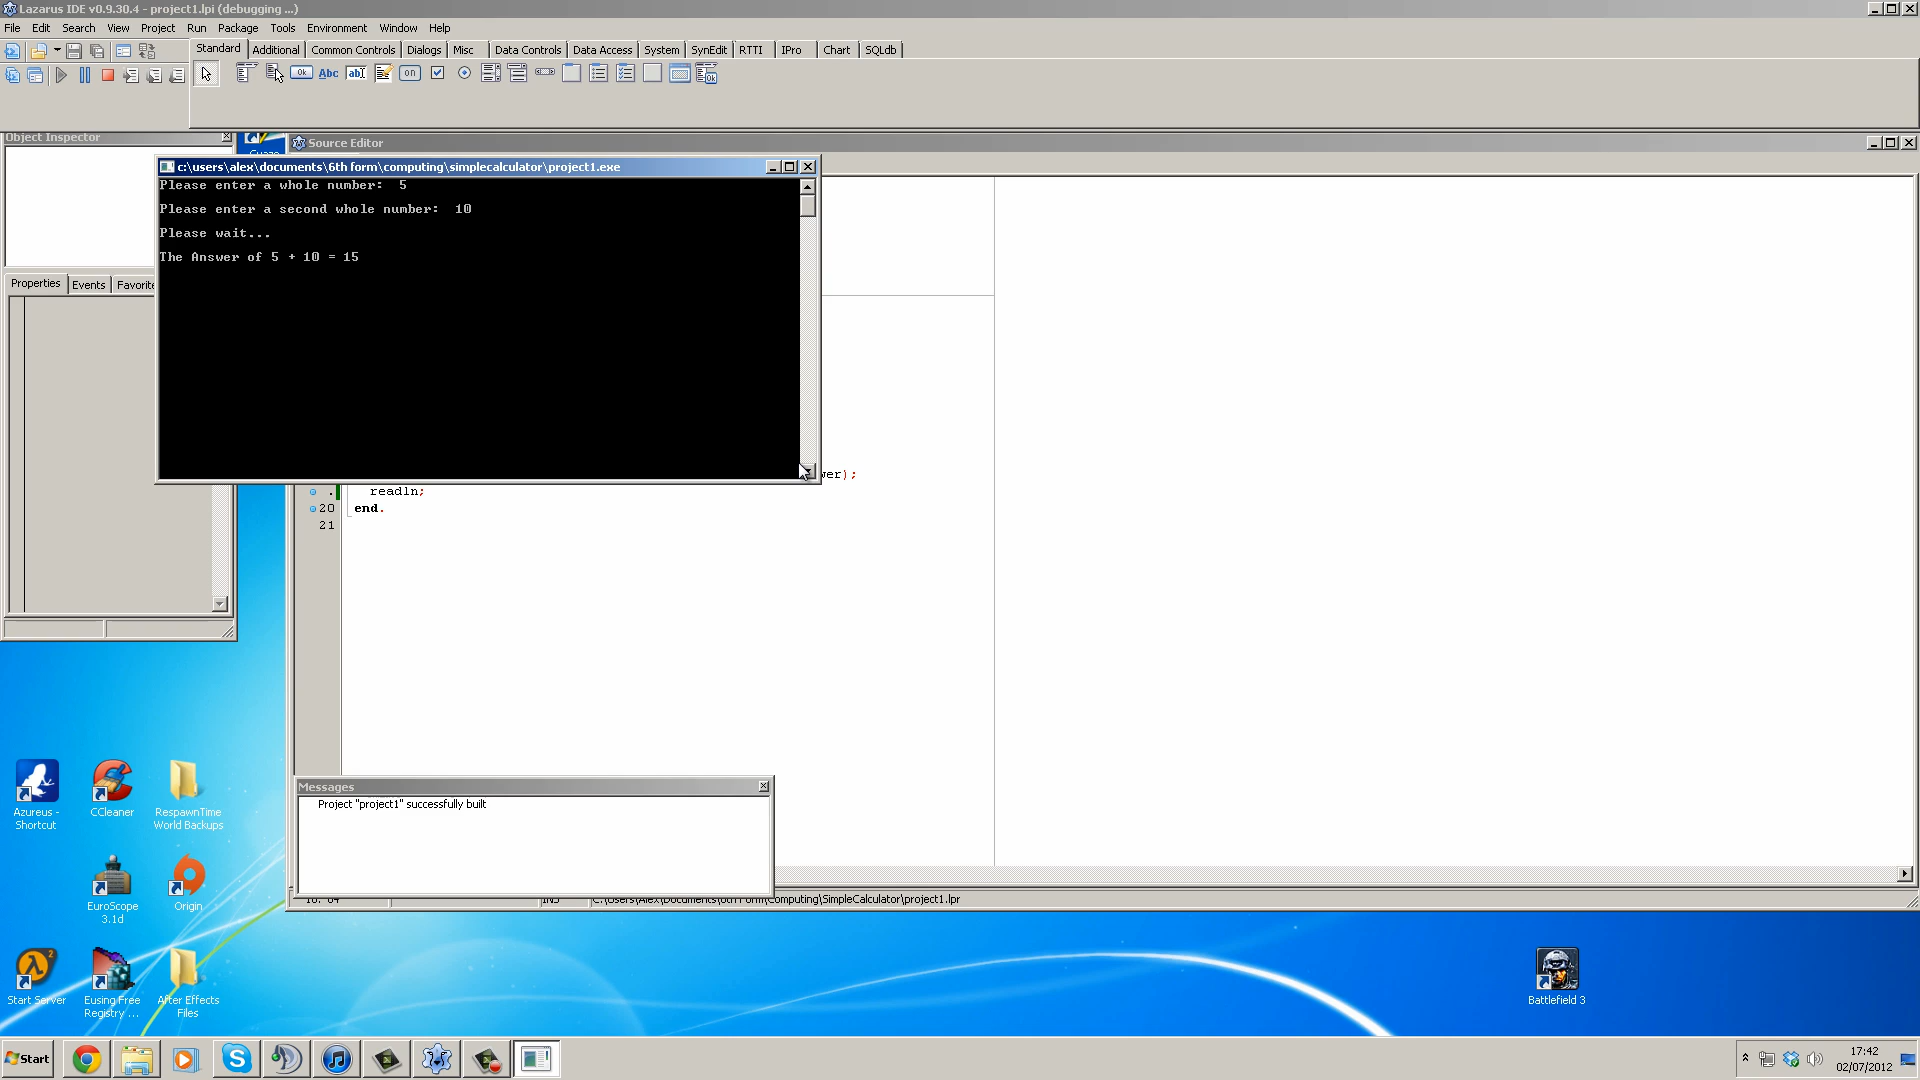 Lazarus IDE v0.9.30.4 - project1.lpi (debugging ...)
File Edit Search View Project Run Package Tools Environment Window Help
Standard Additional Common Controls Dialogs Misc Data Controls Data Access System SynEdit RTTI IPro Chart SQLdb
Ok Abc ab on
Object Inspector
Source Editor
c:\users\alex\documents\6th form\computing\simplecalculator\project1.exe
Please enter a whole number:  5
Please enter a second whole number:  10
Please wait...
The Answer of 5 + 10 = 15
Properties Events Favorite
wer);
. readln;
20 end.
21
Messages
Project "project1" successfully built
INS C:\Users\Alex\Documents\6th Form\Computing\SimpleCalculator\project1.lpr
Azureus - Shortcut
CCleaner
RespawnTime World Backups
EuroScope 3.1d
Origin
Start Server
Eusing Free Registry ...
After Effects Files
Battlefield 3
Start
17:42
02/07/2012